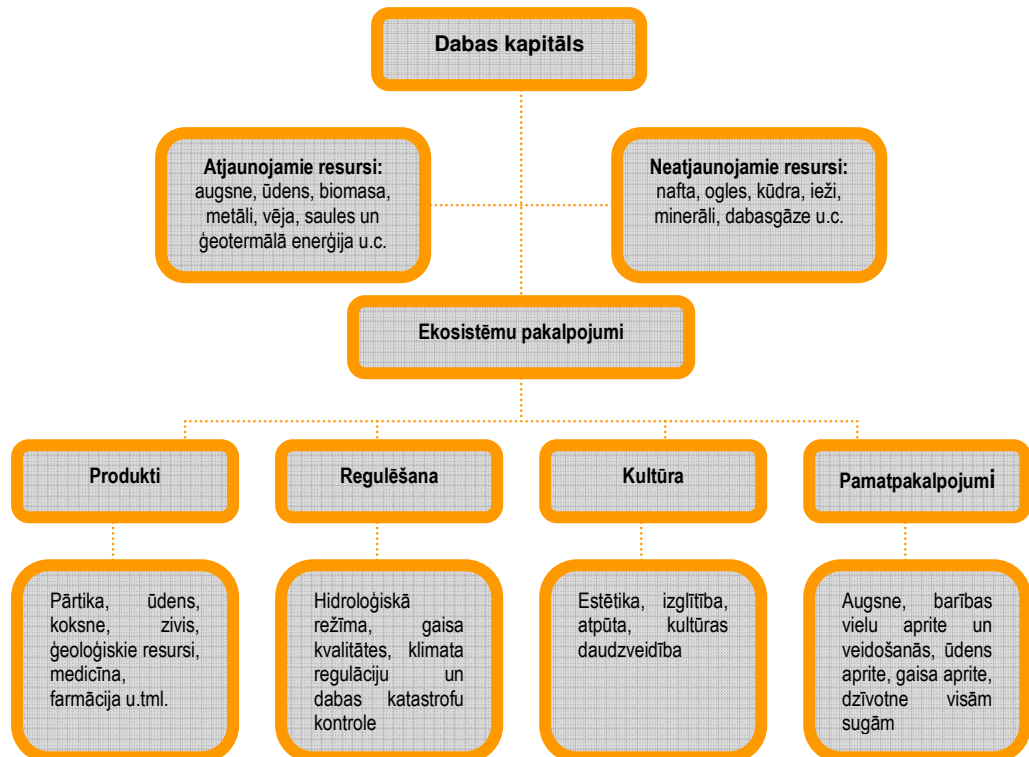 Dabas kapitāls
Atjaunojamie resursi:
augsne, ūdens, biomasa,
metāli, vēja, saules un
ģeotermālā enerģija u.c.
Neatjaunojamie resursi:
nafta, ogles, kūdra, ieži,
minerāli, dabasgāze u.c.
Ekosistēmu pakalpojumi
Produkti
Regulēšana
Kultūra
Pamatpakalpojumi
Pārtika, ūdens,
koksne, zivis,
ģeoloģiskie resursi,
medicīna,
farmācija u.tml.
Hidroloģiskā
režīma, gaisa
kvalitātes, klimata
regulāciju un
dabas katastrofu
kontrole
Estētika, izglītība,
atpūta, kultūras
daudzveidība
Augsne, barības
vielu aprite un
veidošanās, ūdens
aprite, gaisa aprite,
dzīvotne visām
sugām